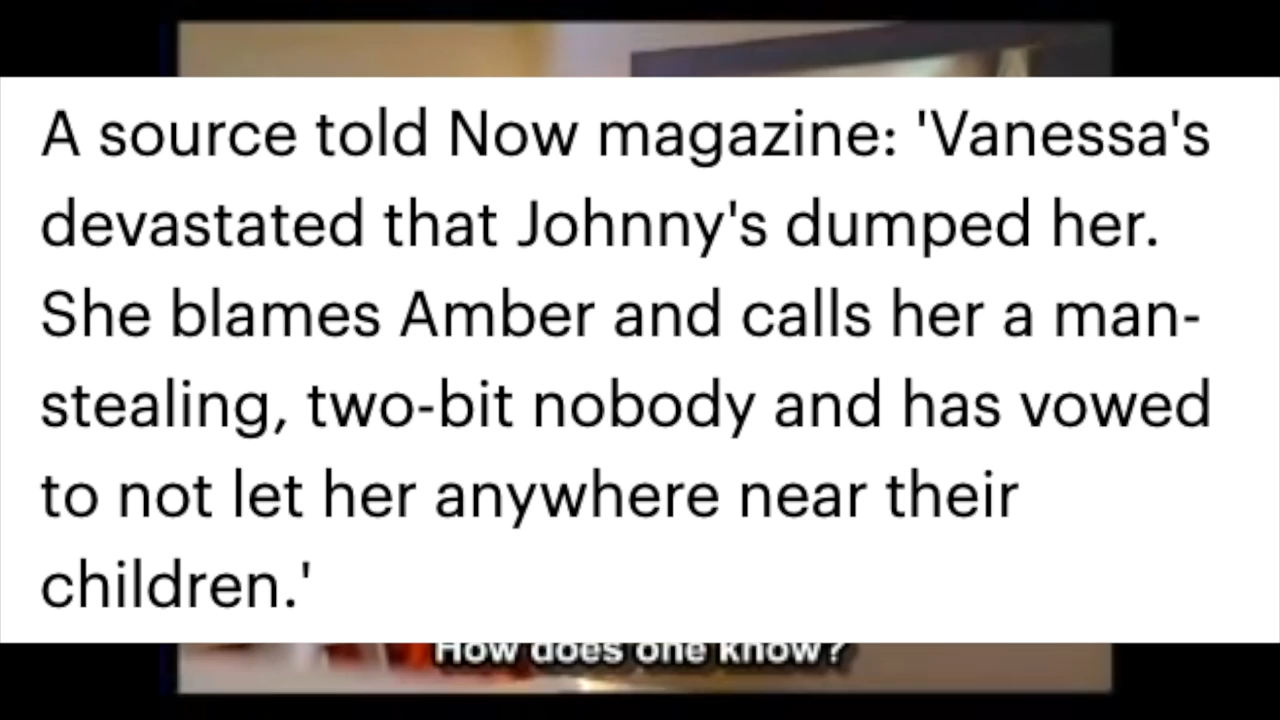 A source told Now magazine: 'Vanessa's
devastated that Johnny's dumped her.
She blames Amber and calls her a man-
stealing, two-bit nobody and has vowed
to not let her anywhere near their
children.'
How does one know?